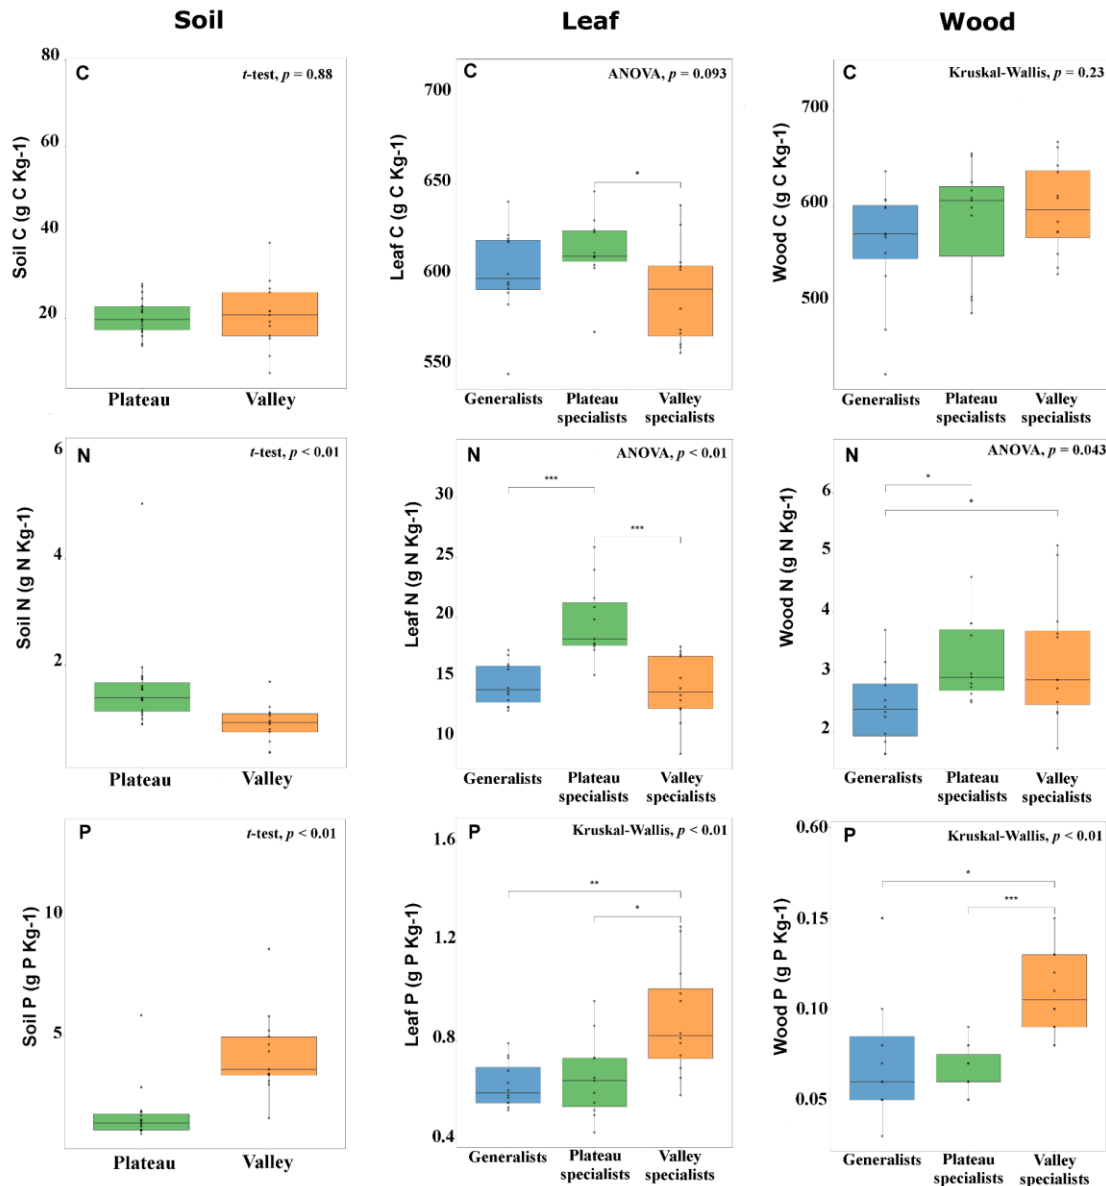 Soil
Leaf
Wood
C
t-test, p = 0.88
80
60
40
20
Soil C (g C Kg-1)
Plateau
Valley
C
ANOVA, p = 0.093
700
650
600
550
*
Leaf C (g C Kg-1)
Generalists
Plateau
specialists
Valley
specialists
C
Kruskal-Wallis, p = 0.23
700
600
500
Wood C (g C Kg-1)
Generalists
Plateau
specialists
Valley
specialists
N
t-test, p < 0.01
6
4
2
Soil N (g N Kg-1)
Plateau
Valley
N
ANOVA, p < 0.01
30
25
20
15
10
***
***
Leaf N (g N Kg-1)
Generalists
Plateau
specialists
Valley
specialists
N
ANOVA, p = 0.043
6
5
4
3
2
*
*
Wood N (g N Kg-1)
Generalists
Plateau
specialists
Valley
specialists
P
t-test, p < 0.01
10
5
Soil P (g P Kg-1)
Plateau
Valley
P
Kruskal-Wallis, p < 0.01
1.6
1.2
0.8
0.4
**
*
Leaf P (g P Kg-1)
Generalists
Plateau
specialists
Valley
specialists
P
Kruskal-Wallis, p < 0.01
0.60
0.15
0.10
0.05
*
***
Wood P (g P Kg-1)
Generalists
Plateau
specialists
Valley
specialists